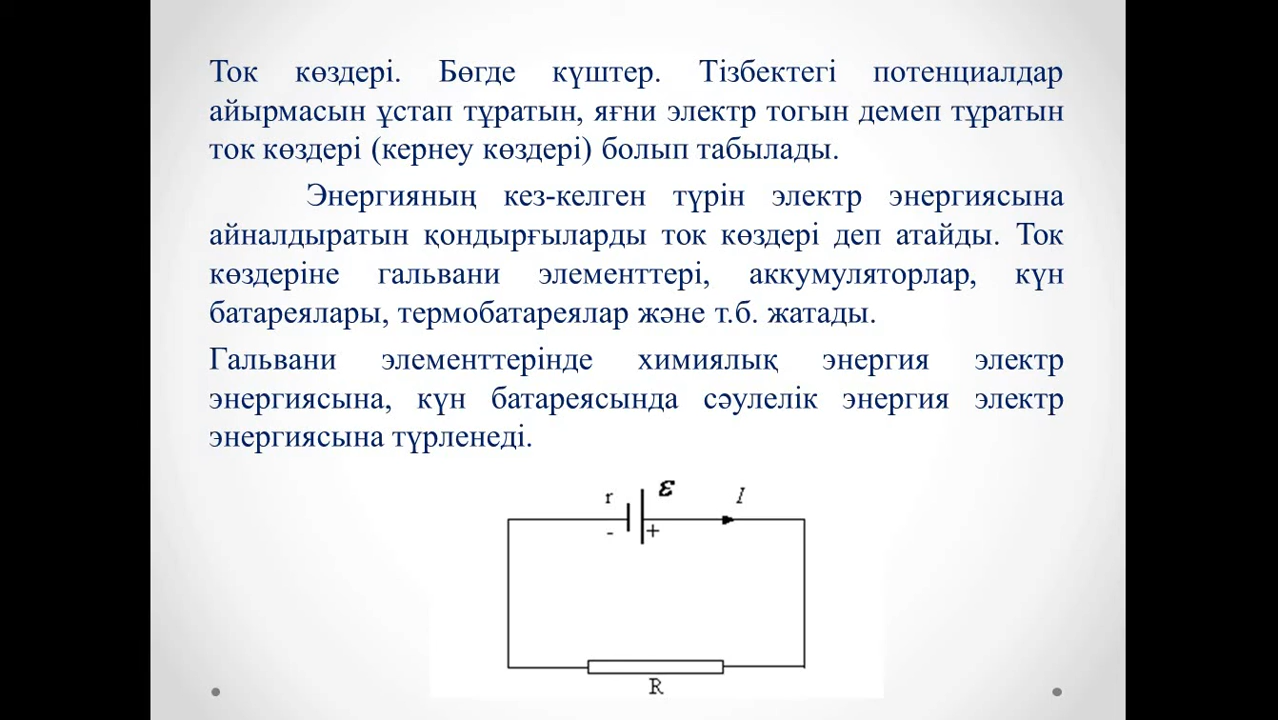 Ток көздері. Бөгде күштер. Тізбектегі потенциалдар
айырмасын ұстап тұратын, яғни электр тогын демеп тұратын
ток көздері (кернеу көздері) болып табылады.
Энергияның кез-келген түрін электр энергиясына
айналдыратын қондырғыларды ток көздері деп атайды. Ток
көздеріне гальвани элементтері, аккумуляторлар, күн
батареялары, термобатареялар және т.б. жатады.
Гальвани элементтерінде химиялық энергия электр
энергиясына, күн батареясында сәулелік энергия электр
энергиясына түрленеді.
r ε I
- +
R